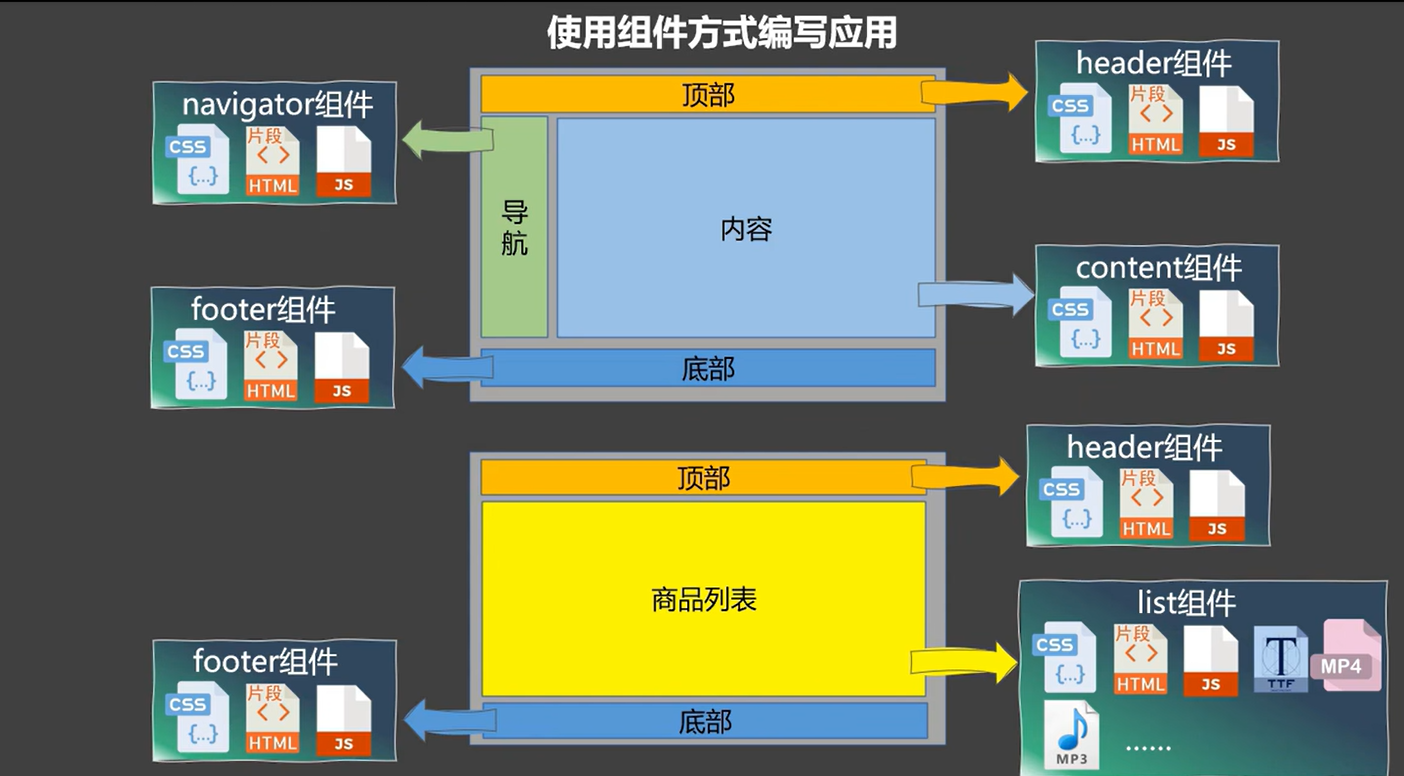 使用组件方式编写应用
navigator组件
CSS
{...}
片段
< >
HTML
JS
顶部
导
航
内容
底部
header组件
CSS
{...}
片段
< >
HTML
JS
footer组件
CSS
{...}
片段
< >
HTML
JS
content组件
CSS
{...}
片段
< >
HTML
JS
顶部
商品列表
底部
header组件
CSS
{...}
片段
< >
HTML
JS
footer组件
CSS
{...}
片段
< >
HTML
JS
list组件
CSS
{...}
片段
< >
HTML
JS
T
TTF
MP4
MP3
......